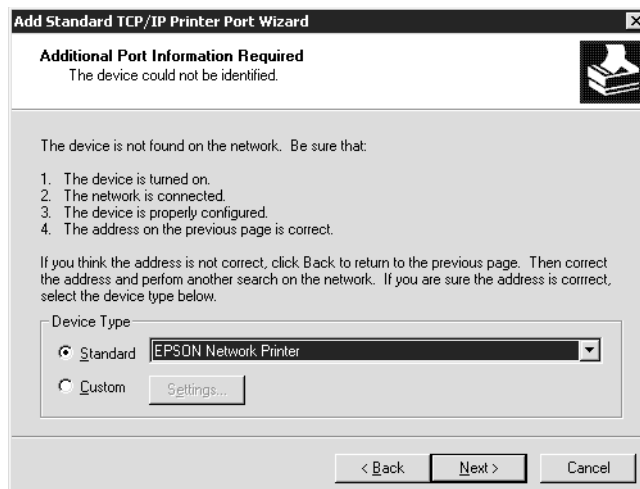 Add Standard TCP/IP Printer Port Wizard
Additional Port Information Required
The device could not be identified.
The device is not found on the network.  Be sure that:
1.  The device is turned on.
2.  The network is connected.
3.  The device is properly configured.
4.  The address on the previous page is correct.
If you think the address is not correct, click Back to return to the previous page.  Then correct
the address and perfom another search on the network.  If you are sure the address is corrrect,
select the device type below.
Device Type
Standard
EPSON Network Printer
Custom
Settings...
< Back
Next >
Cancel